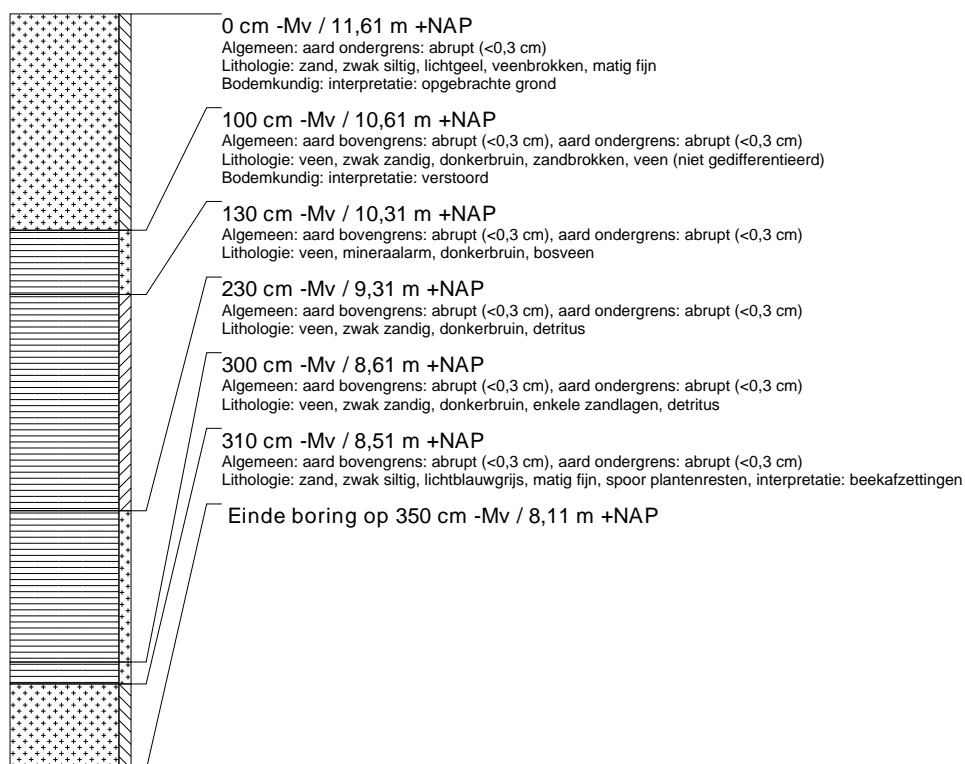 0 cm -Mv / 11,61 m +NAP
Algemeen: aard ondergrens: abrupt (<0,3 cm)
Lithologie: zand, zwak siltig, lichtgeel, veenbrokken, matig fijn
Bodemkundig: interpretatie: opgebrachte grond
100 cm -Mv / 10,61 m +NAP
Algemeen: aard bovengrens: abrupt (<0,3 cm), aard ondergrens: abrupt (<0,3 cm)
Lithologie: veen, zwak zandig, donkerbruin, zandbrokken, veen (niet gedifferentieerd)
Bodemkundig: interpretatie: verstoord
130 cm -Mv / 10,31 m +NAP
Algemeen: aard bovengrens: abrupt (<0,3 cm), aard ondergrens: abrupt (<0,3 cm)
Lithologie: veen, mineraalarm, donkerbruin, bosveen
230 cm -Mv / 9,31 m +NAP
Algemeen: aard bovengrens: abrupt (<0,3 cm), aard ondergrens: abrupt (<0,3 cm)
Lithologie: veen, zwak zandig, donkerbruin, detritus
300 cm -Mv / 8,61 m +NAP
Algemeen: aard bovengrens: abrupt (<0,3 cm), aard ondergrens: abrupt (<0,3 cm)
Lithologie: veen, zwak zandig, donkerbruin, enkele zandlagen, detritus
310 cm -Mv / 8,51 m +NAP
Algemeen: aard bovengrens: abrupt (<0,3 cm), aard ondergrens: abrupt (<0,3 cm)
Lithologie: zand, zwak siltig, lichtblauwgrijs, matig fijn, spoor plantenresten, interpretatie: beekafzettingen
Einde boring op 350 cm -Mv / 8,11 m +NAP